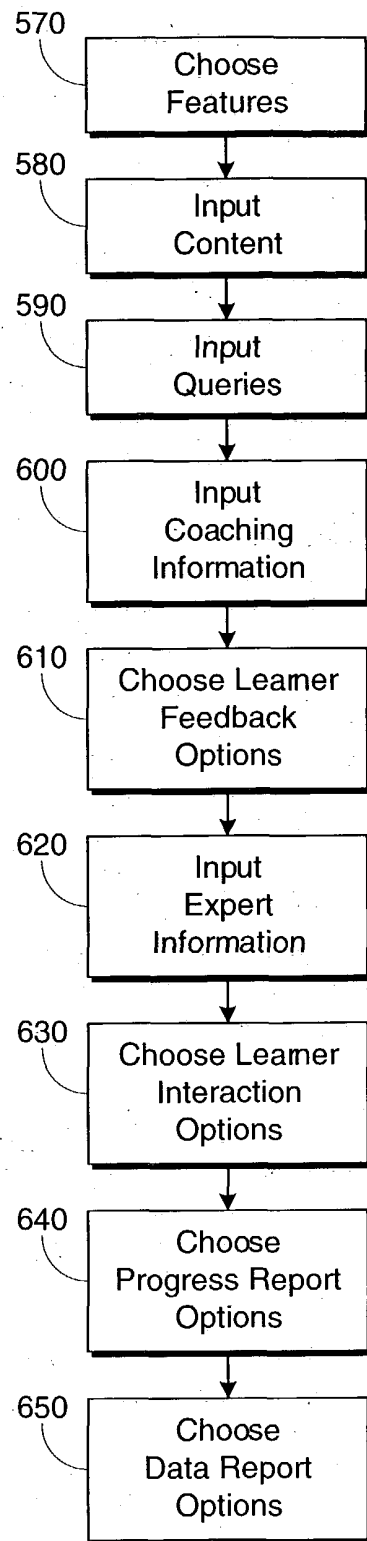 570
Choose
Features
580
Input
Content
590
Input
Queries
600
Input
Coaching
Information
610
Choose Learner
Feedback
Options
620
Input
Expert
Information
630
Choose Learner
Interaction
Options
640
Choose
Progress Report
Options
650
Choose
Data Report
Options